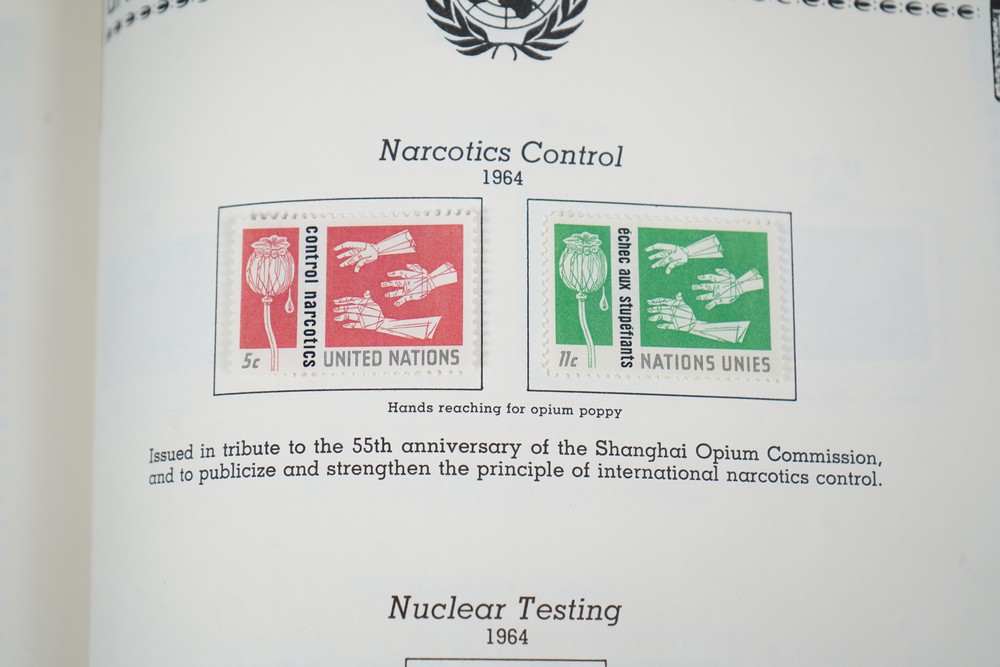 Narcotics Control
1964
control narcotics
5c
UNITED NATIONS
échec aux stupéfiants
11c
NATIONS UNIES
Hands reaching for opium poppy
Issued in tribute to the 55th anniversary of the Shanghai Opium Commission,
and to publicize and strengthen the principle of international narcotics control.
Nuclear Testing
1964